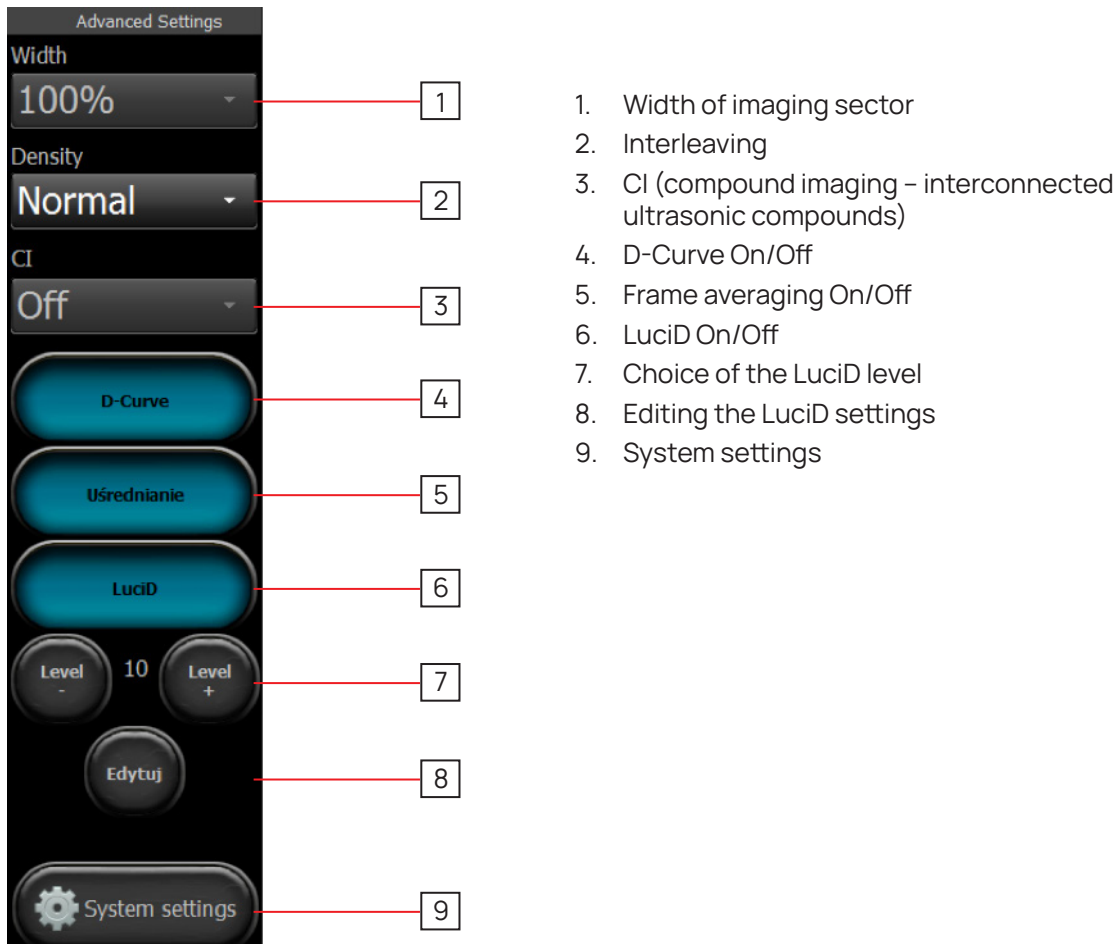 Advanced Settings
Width
100%
1
Density
Normal
2
CI
Off
3
D-Curve
4
Uśrednianie
5
LuciD
6
Level
-
10
Level
+
7
Edytuj
8
System settings
9
1. Width of imaging sector
2. Interleaving
3. CI (compound imaging – interconnected
ultrasonic compounds)
4. D-Curve On/Off
5. Frame averaging On/Off
6. LuciD On/Off
7. Choice of the LuciD level
8. Editing the LuciD settings
9. System settings